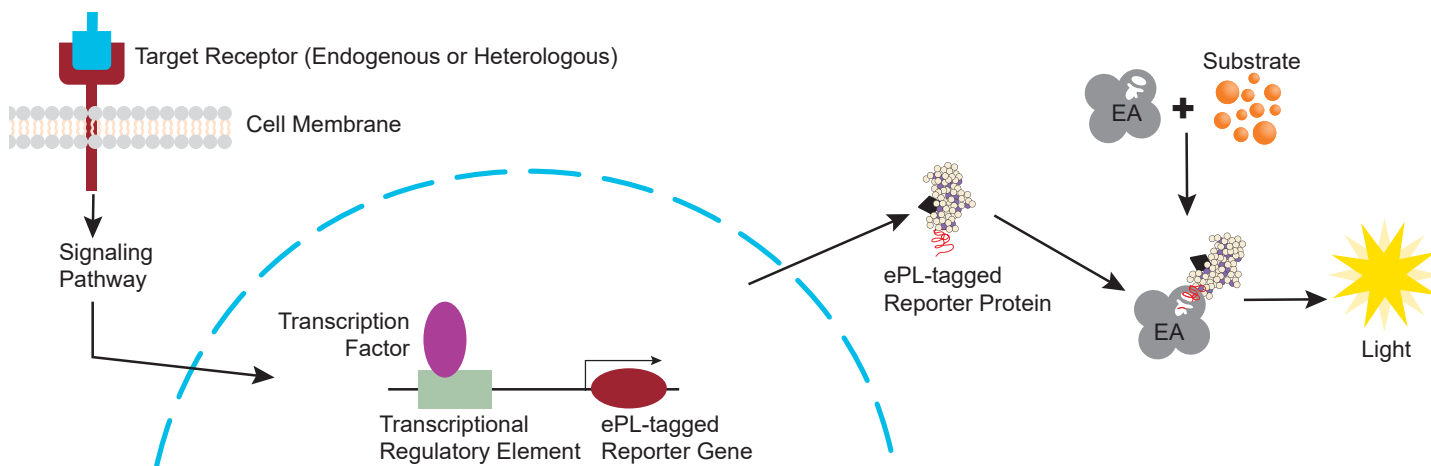 Target Receptor (Endogenous or Heterologous)
Cell Membrane
Signaling
Pathway
Transcription
Factor
Transcriptional
Regulatory Element
ePL-tagged
Reporter Gene
ePL-tagged
Reporter Protein
Substrate
EA
EA
Light